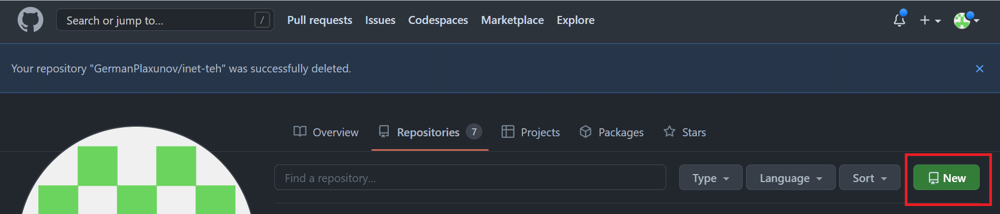 Search or jump to... / Pull requests Issues Codespaces Marketplace Explore
Your repository "GermanPlaxunov/inet-teh" was successfully deleted.
Overview Repositories 7 Projects Packages Stars
Find a repository... Type Language Sort New